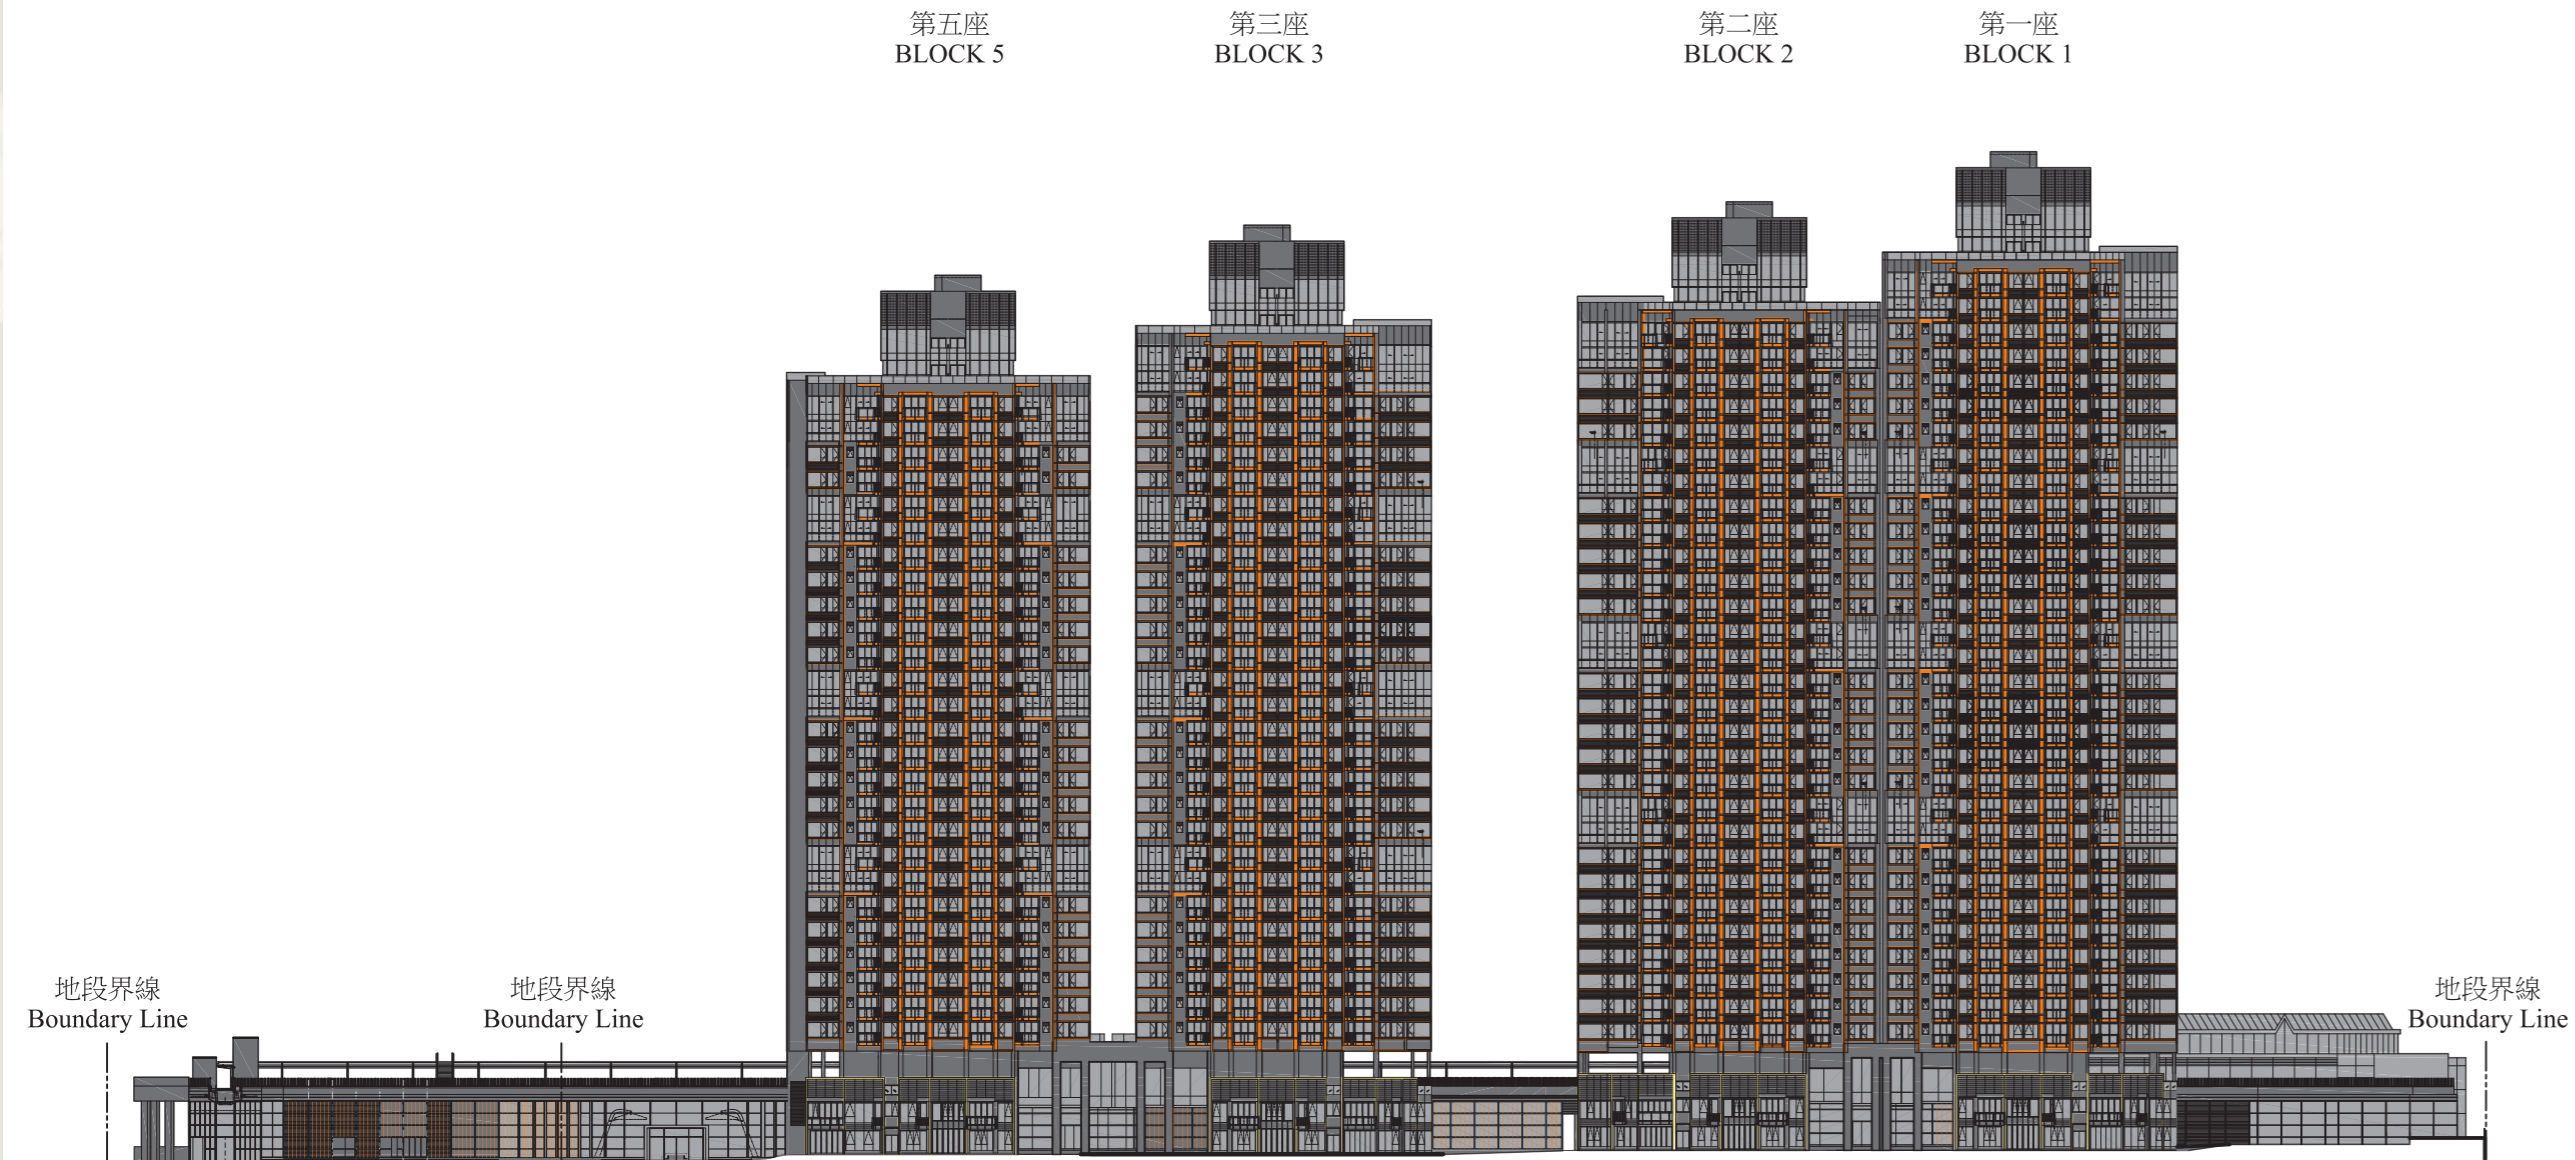 第五座
BLOCK 5
第三座
BLOCK 3
第二座
BLOCK 2
第一座
BLOCK 1
地段界線
Boundary Line
地段界線
Boundary Line
地段界線
Boundary Line